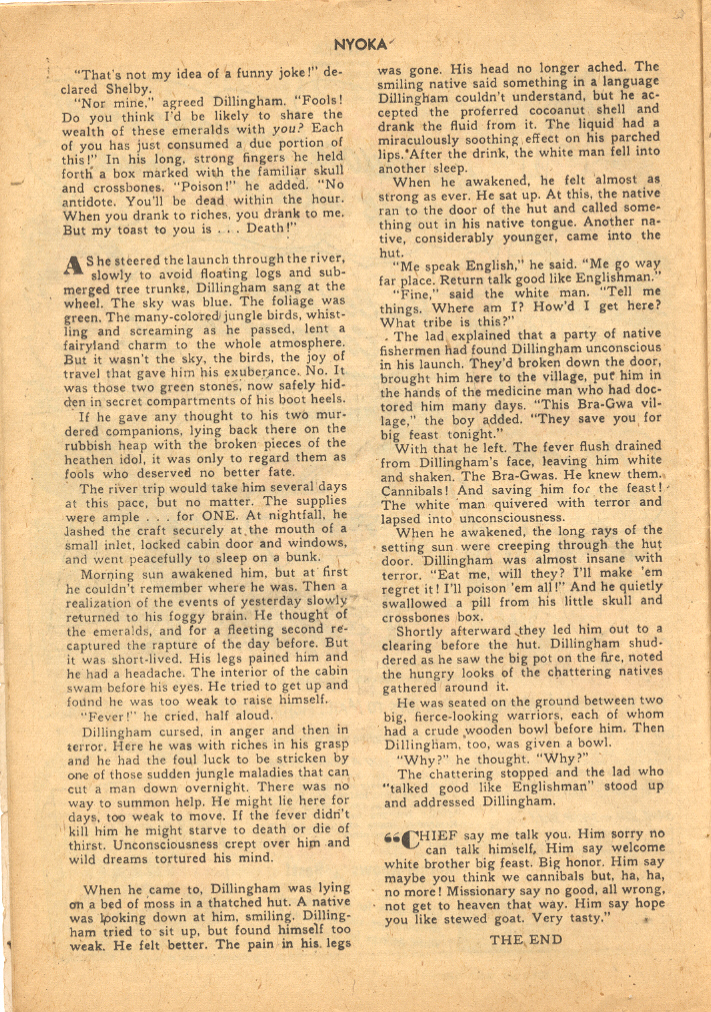 NYOKA
"That's not my idea of a funny joke!" de-
clared Shelby.
"Nor mine," agreed Dillingham. "Fools!
Do you think I'd be likely to share the
wealth of these emeralds with you? Each
of you has just consumed a due portion of
this!" In his long, strong fingers he held
forth a box marked with the familiar skull
and crossbones. "Poison!" he added. "No
antidote. You'll be dead within the hour.
When you drank to riches, you drank to me.
But my toast to you is . . . Death!"
AS he steered the launch through the river,
slowly to avoid floating logs and sub-
merged tree trunks, Dillingham sang at the
wheel. The sky was blue. The foliage was
green. The many-colored jungle birds, whist-
ling and screaming as he passed, lent a
fairyland charm to the whole atmosphere.
But it wasn't the sky, the birds, the joy of
travel that gave him his exuberance. No. It
was those two green stones, now safely hid-
den in secret compartments of his boot heels.
If he gave any thought to his two mur-
dered companions, lying back there on the
rubbish heap with the broken pieces of the
heathen idol, it was only to regard them as
fools who deserved no better fate.
The river trip would take him several days
at this pace, but no matter. The supplies
were ample . . . for ONE. At nightfall, he
lashed the craft securely at the mouth of a
small inlet, locked cabin door and windows,
and went peacefully to sleep on a bunk.
Morning sun awakened him, but at first
he couldn't remember where he was. Then a
realization of the events of yesterday slowly
returned to his foggy brain. He thought of
the emeralds, and for a fleeting second re-
captured the rapture of the day before. But
it was short-lived. His legs pained him and
he had a headache. The interior of the cabin
swam before his eyes. He tried to get up and
found he was too weak to raise himself.
"Fever!" he cried, half aloud.
Dillingham cursed, in anger and then in
terror. Here he was with riches in his grasp
and he had the foul luck to be stricken by
one of those sudden jungle maladies that can
cut a man down overnight. There was no
way to summon help. He might lie here for
days, too weak to move. If the fever didn't
kill him he might starve to death or die of
thirst. Unconsciousness crept over him and
wild dreams tortured his mind.
When he came to, Dillingham was lying
on a bed of moss in a thatched hut. A native
was looking down at him, smiling. Dilling-
ham tried to sit up, but found himself too
weak. He felt better. The pain in his legs
was gone. His head no longer ached. The
smiling native said something in a language
Dillingham couldn't understand, but he ac-
cepted the proferred cocoanut shell and
drank the fluid from it. The liquid had a
miraculously soothing effect on his parched
lips. After the drink, the white man fell into
another sleep.
When he awakened, he felt almost as
strong as ever. He sat up. At this, the native
ran to the door of the hut and called some-
thing out in his native tongue. Another na-
tive, considerably younger, came into the
hut.
"Me speak English," he said. "Me go way
far place. Return talk good like Englishman."
"Fine," said the white man. "Tell me
things. Where am I? How'd I get here?
What tribe is this?"
The lad explained that a party of native
fishermen had found Dillingham unconscious
in his launch. They'd broken down the door,
brought him here to the village, put him in
the hands of the medicine man who had doc-
tored him many days. "This Bra-Gwa vil-
lage," the boy added. "They save you for
big feast tonight."
With that he left. The fever flush drained
from Dillingham's face, leaving him white
and shaken. The Bra-Gwas. He knew them.
Cannibals! And saving him for the feast!
The white man quivered with terror and
lapsed into unconsciousness.
When he awakened, the long rays of the
setting sun were creeping through the hut
door. Dillingham was almost insane with
terror. "Eat me, will they? I'll make 'em
regret it! I'll poison 'em all!" And he quietly
swallowed a pill from his little skull and
crossbones box.
Shortly afterward they led him out to a
clearing before the hut. Dillingham shud-
dered as he saw the big pot on the fire, noted
the hungry looks of the chattering natives
gathered around it.
He was seated on the ground between two
big, fierce-looking warriors, each of whom
had a crude wooden bowl before him. Then
Dillingham, too, was given a bowl.
"Why?" he thought. "Why?"
The chattering stopped and the lad who
"talked good like Englishman" stood up
and addressed Dillingham.
"CHIEF say me talk you. Him sorry no
can talk himself. Him say welcome
white brother big feast. Big honor. Him say
maybe you think we cannibals but, ha, ha,
no more! Missionary say no good, all wrong,
not get to heaven that way. Him say hope
you like stewed goat. Very tasty."
THE END